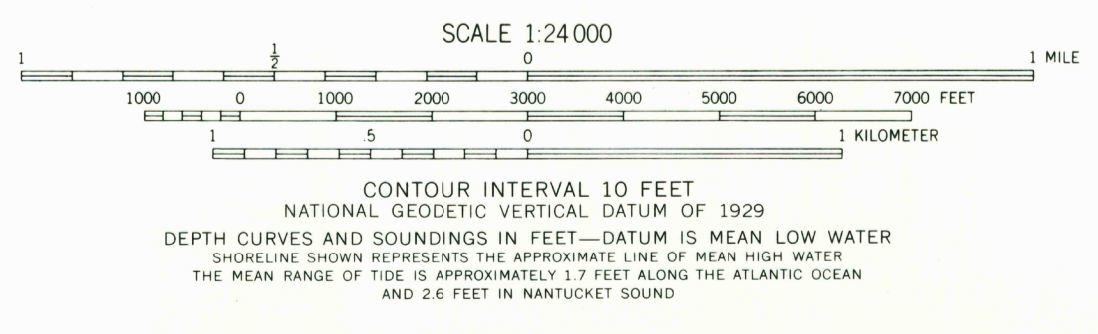 SCALE 1:24 000
1 1/2 0 1 MILE
1000 0 1000 2000 3000 4000 5000 6000 7000 FEET
1 .5 0 1 KILOMETER
CONTOUR INTERVAL 10 FEET
NATIONAL GEODETIC VERTICAL DATUM OF 1929
DEPTH CURVES AND SOUNDINGS IN FEET—DATUM IS MEAN LOW WATER
SHORELINE SHOWN REPRESENTS THE APPROXIMATE LINE OF MEAN HIGH WATER
THE MEAN RANGE OF TIDE IS APPROXIMATELY 1.7 FEET ALONG THE ATLANTIC OCEAN
AND 2.6 FEET IN NANTUCKET SOUND